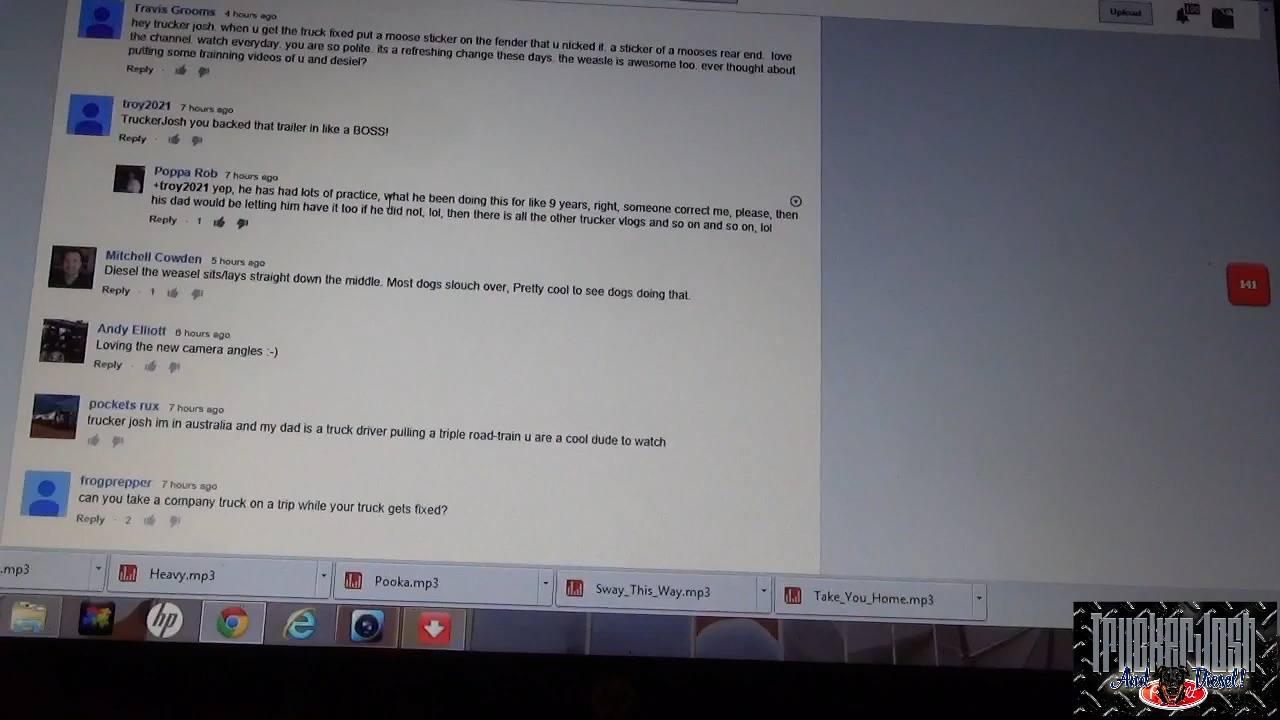 Travis Grooms 4 hours ago
hey trucker josh. when u get the truck fixed put a moose sticker on the fender that u nicked it. a sticker of a mooses rear end. love
the channel. watch everyday. you are so polite. its a refreshing change these days. the weasle is awesome too. ever thought about
putting some trainning videos of u and desiel?
Reply ·
Upload
troy2021 7 hours ago
TruckerJosh you backed that trailer in like a BOSS!
Reply ·
Poppa Rob 7 hours ago
+troy2021 yep, he has had lots of practice, what he been doing this for like 9 years, right, someone correct me, please, then
his dad would be letting him have it too if he did not, lol, then there is all the other trucker vlogs and so on and so on, lol
Reply · 1
Mitchell Cowden 5 hours ago
Diesel the weasel sits/lays straight down the middle. Most dogs slouch over, Pretty cool to see dogs doing that.
Reply · 1
141
Andy Elliott 6 hours ago
Loving the new camera angles :-)
Reply ·
pockets rux 7 hours ago
trucker josh im in australia and my dad is a truck driver pulling a triple road-train u are a cool dude to watch
frogprepper 7 hours ago
can you take a company truck on a trip while your truck gets fixed?
Reply · 2
.mp3
Heavy.mp3
Pooka.mp3
Sway_This_Way.mp3
Take_You_Home.mp3
hp
TruckerJosh
And Diesel!